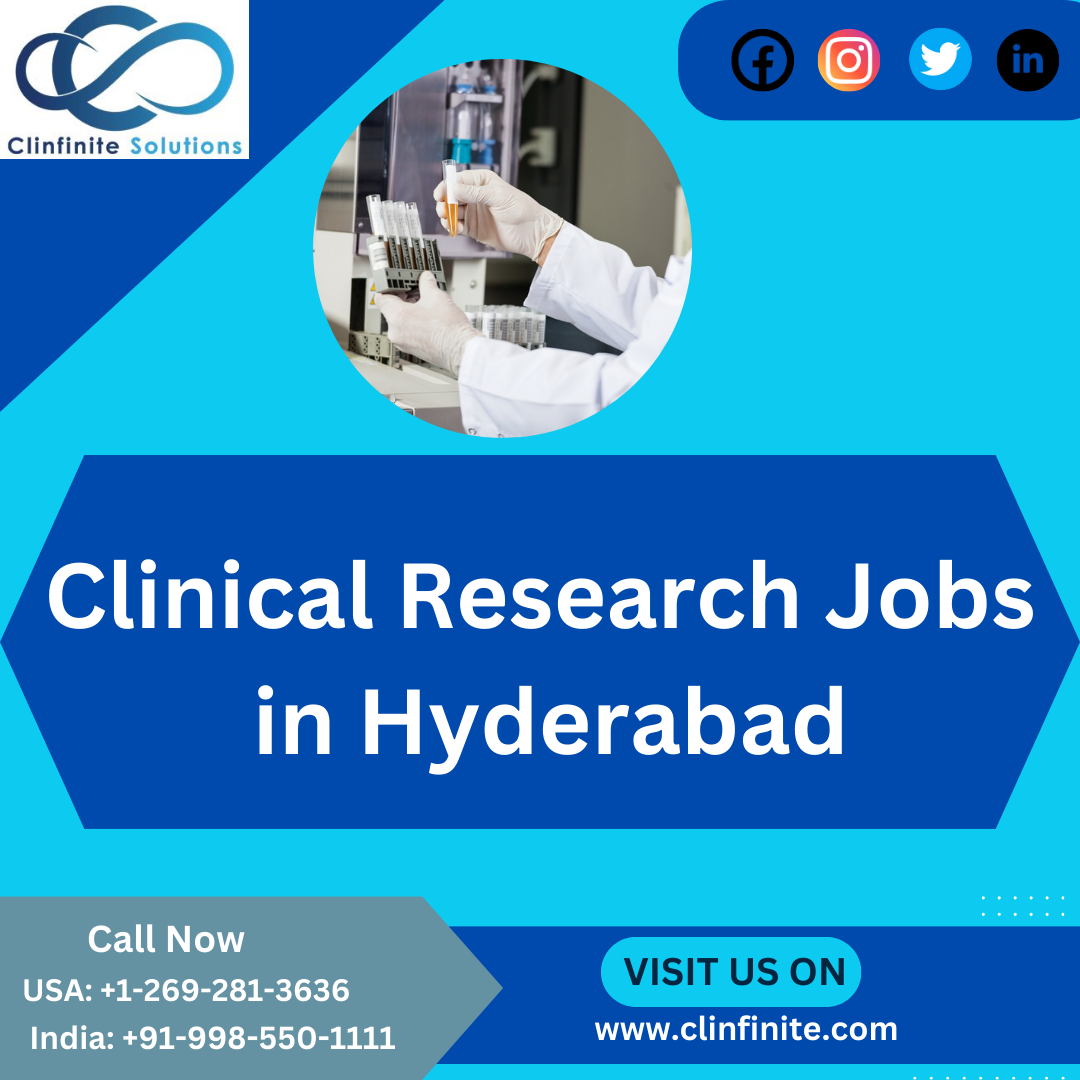 Clinfinite Solutions
Clinical Research Jobs
in Hyderabad
Call Now
USA: +1-269-281-3636
India: +91-998-550-1111
VISIT US ON
www.clinfinite.com